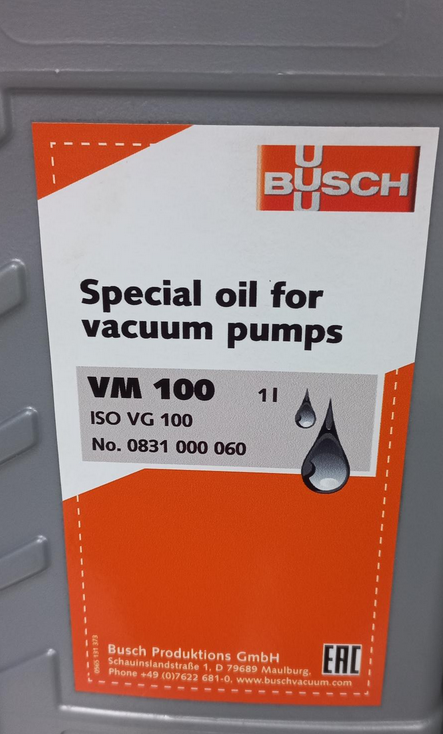 BUSCH
Special oil for
vacuum pumps
VM 100 1 l
ISO VG 100
No. 0831 000 060
Busch Produktions GmbH
Schauinslandstraße 1, D 79689 Maulburg,
Phone +49 (0)7622 681-0, www.buschvacuum.com
EAC